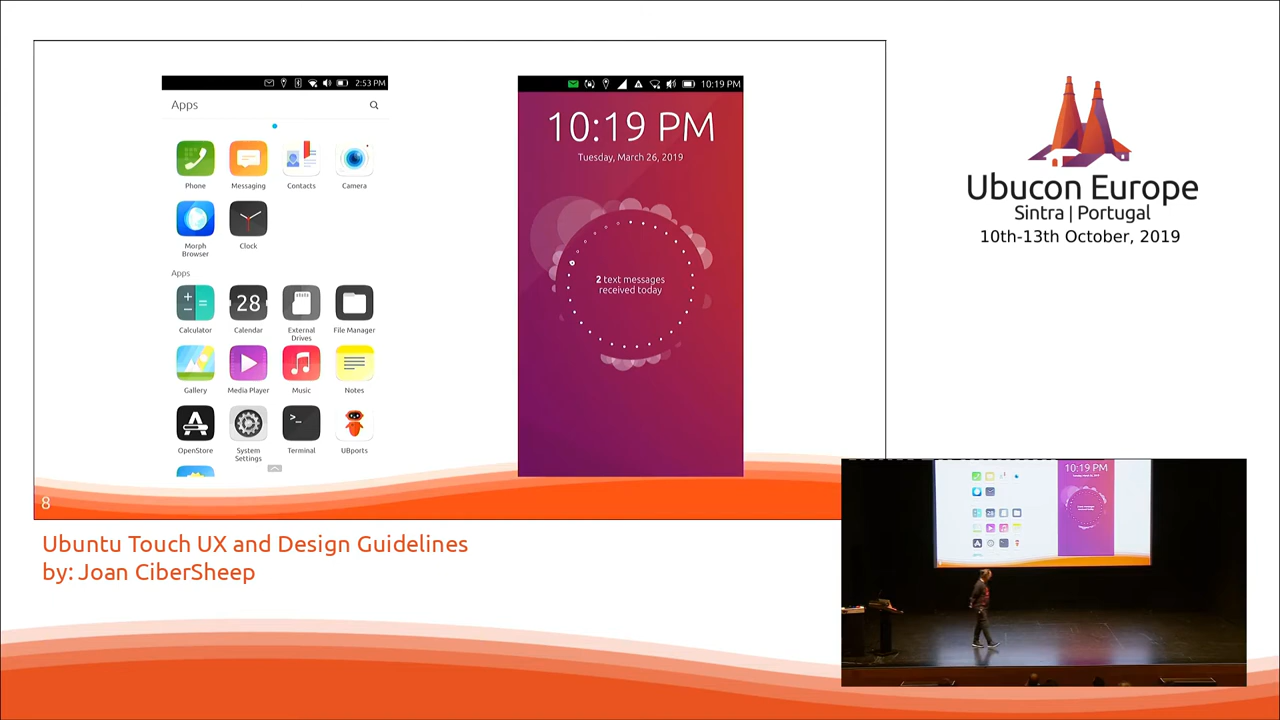 2:53 PM
Apps
Phone
Messaging
Contacts
Camera
Morph
Browser
Clock
Apps
Calculator
28
Calendar
External
Drives
File Manager
Gallery
Media Player
Music
Notes
OpenStore
System
Settings
>_
Terminal
UBports
10:19 PM
10:19 PM
Tuesday, March 26, 2019
2 text messages
received today
8
Ubuntu Touch UX and Design Guidelines
by: Joan CiberSheep
Ubucon Europe
Sintra | Portugal
10th-13th October, 2019
10:19 PM